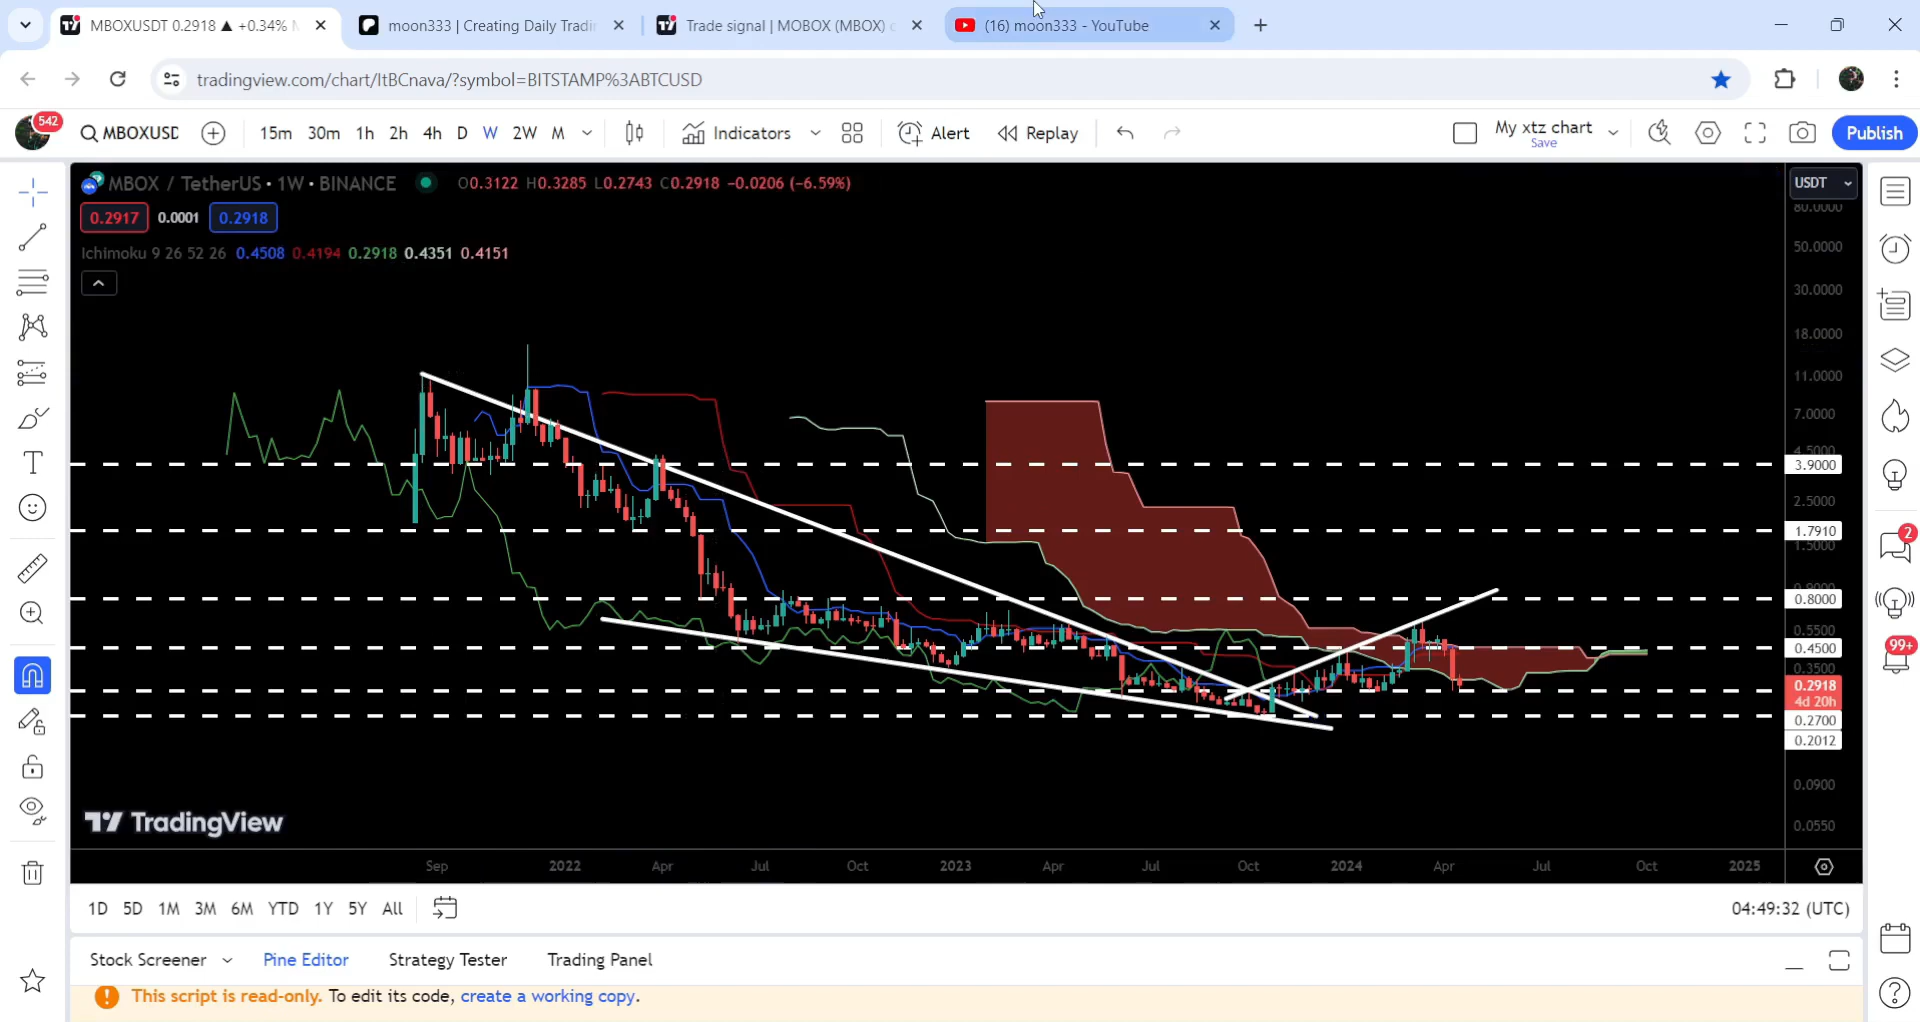 MBOXUSDT 0.2918 ▲ +0.34%
moon333 | Creating Daily Tradin
Trade signal | MOBOX (MBOX)
(16) moon333 - YouTube
tradingview.com/chart/ItBCnava/?symbol=BITSTAMP%3ABTCUSD
542
MBOXUSD
15m 30m 1h 2h 4h D W 2W M
Indicators
Alert
Replay
My xtz chart
Save
Publish
MBOX / TetherUS • 1W • BINANCE
O0.3122 H0.3285 L0.2743 C0.2918 −0.0206 (−6.59%)
USDT
0.2917 0.0001 0.2918
Ichimoku 9 26 52 26 0.4508 0.4194 0.2918 0.4351 0.4151
80.0000
50.0000
30.0000
18.0000
11.0000
7.0000
4.5000
3.9000
2.5000
1.7910
1.5000
0.9000
0.8000
0.5500
0.4500
0.3500
0.2918
4d 20h
0.2700
0.2012
0.0900
0.0550
2
99+
TradingView
Sep 2022 Apr Jul Oct 2023 Apr Jul Oct 2024 Apr Jul Oct 2025
1D 5D 1M 3M 6M YTD 1Y 5Y All
04:49:32 (UTC)
Stock Screener Pine Editor Strategy Tester Trading Panel
This script is read-only. To edit its code, create a working copy.